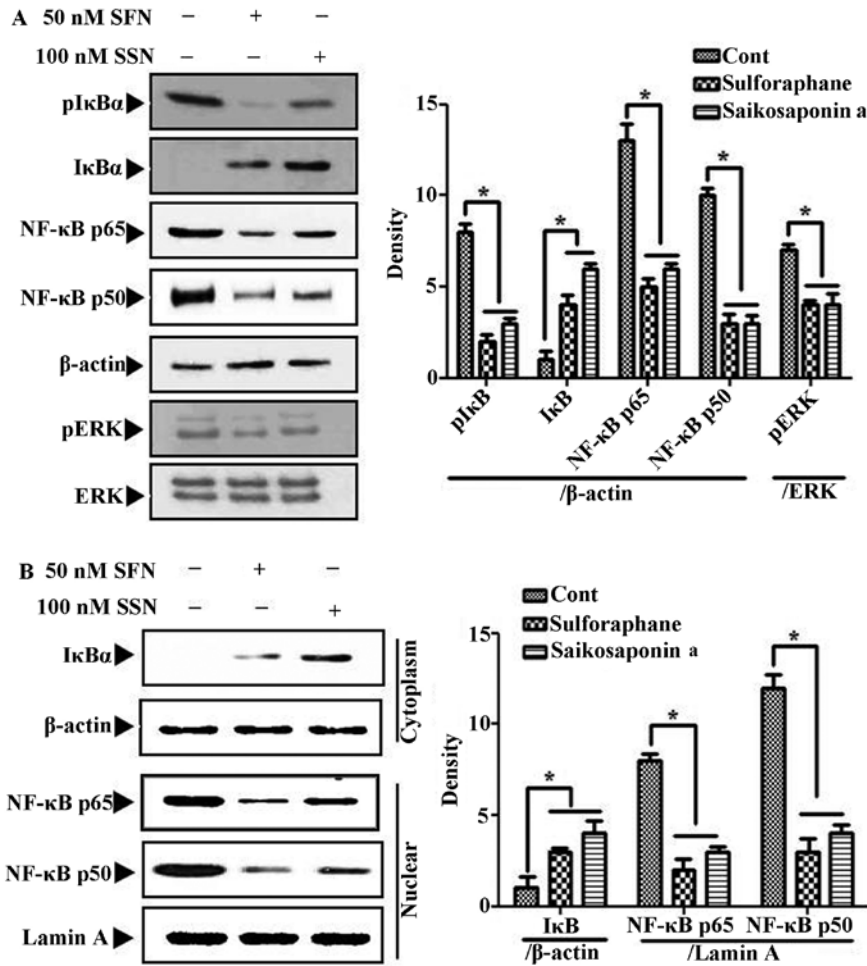 A 50 nM SFN − + −
100 nM SSN − − +
pIκBα
IκBα
NF-κB p65
NF-κB p50
β-actin
pERK
ERK
Cont
Sulforaphane
Saikosaponin a
Density
15
10
5
0
* * * * *
pIκB IκB NF-κB p65 NF-κB p50 pERK
/β-actin /ERK
B 50 nM SFN − + −
100 nM SSN − − +
IκBα
β-actin
Cytoplasm
NF-κB p65
NF-κB p50
Lamin A
Nuclear
Cont
Sulforaphane
Saikosaponin a
Density
15
10
5
0
* * *
IκB NF-κB p65 NF-κB p50
/β-actin /Lamin A